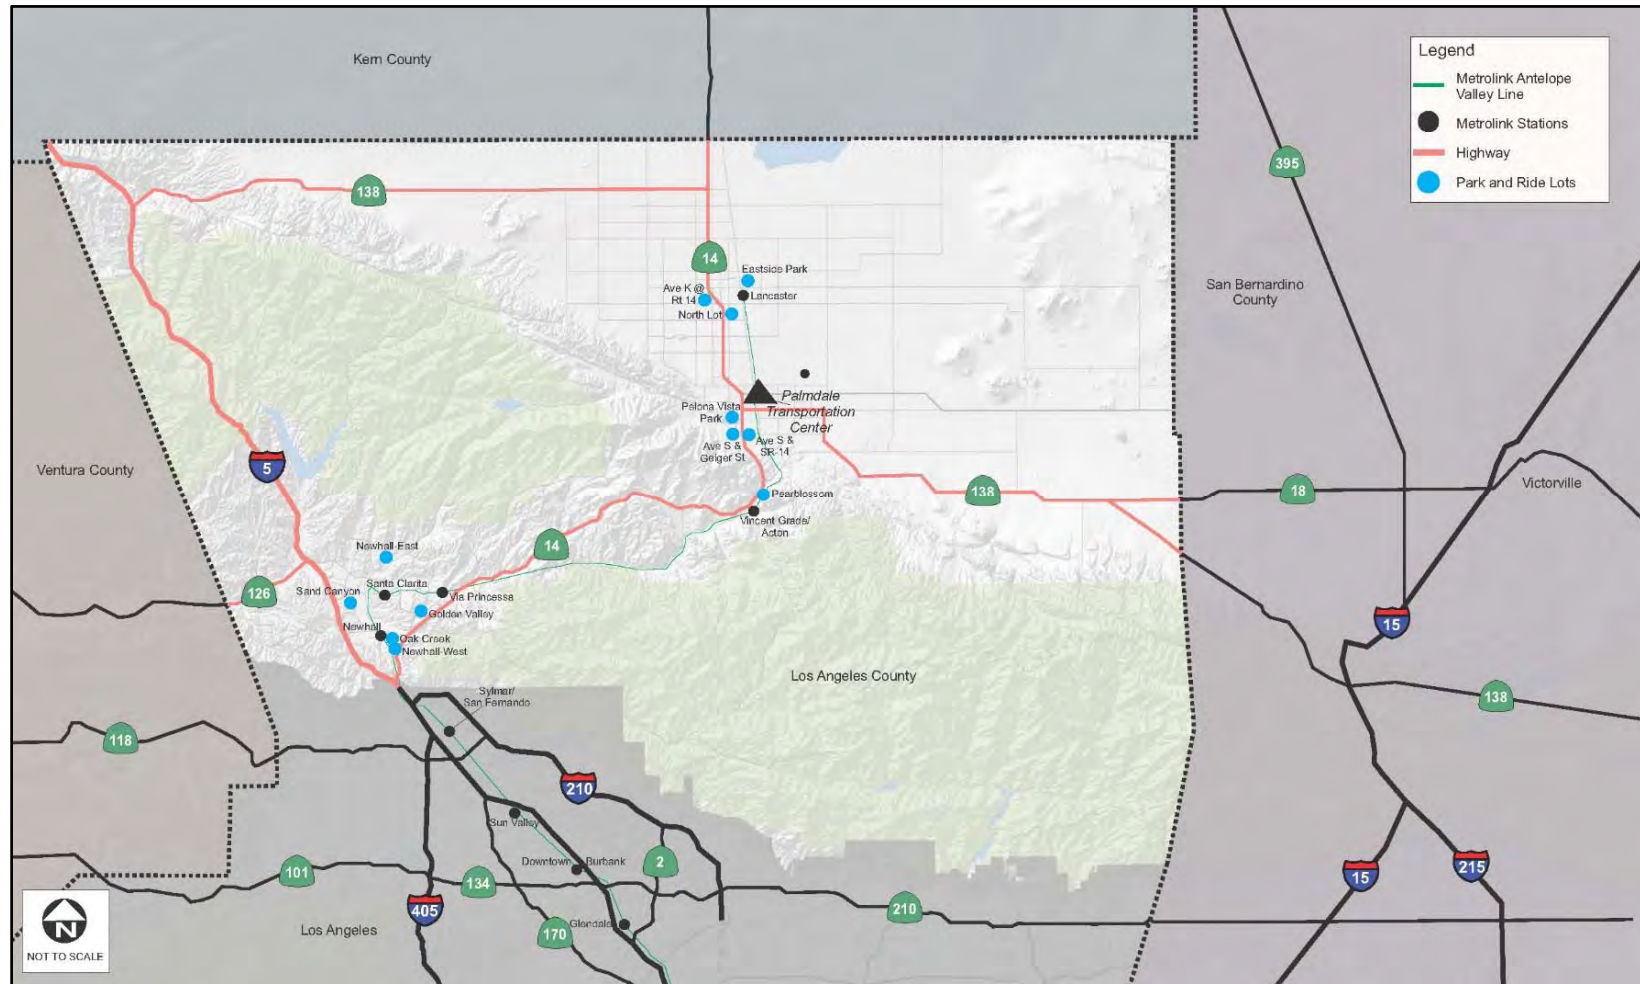 Kern County
Legend
Metrolink Antelope
Valley Line
Metrolink Stations
Highway
Park and Ride Lots
395
138
14
Eastside Park
Ave K @
Rt 14
Lancaster
North Lot
San Bernardino
County
Pelona Vista
Park
Palmdale
Transportation
Center
Ave S &
Geiger St
Ave S &
SR-14
Ventura County
5
Pearblossom
138
18
Victorville
Vincent Grade/
Acton
14
Newhall-East
126
Sand Canyon
Santa Clarita
Via Princessa
Golden Valley
Newhall
Oak Creek
Newhall-West
15
Los Angeles County
Sylmar/
San Fernando
138
118
210
Sun Valley
Downtown Burbank
2
101
134
15
215
405
210
Glendale
170
Los Angeles
N
NOT TO SCALE